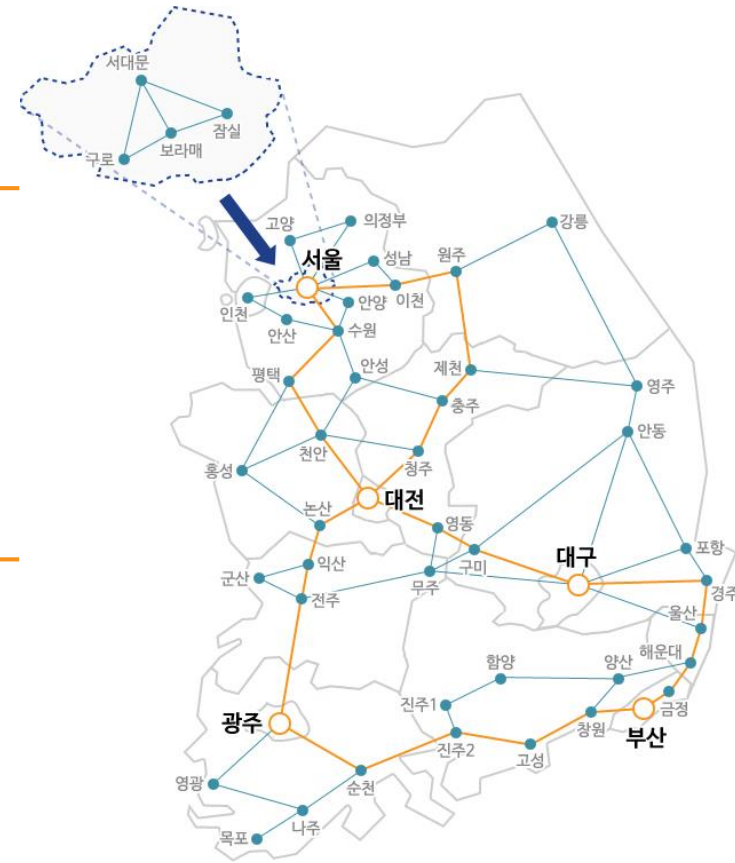 서대문
잠실
보라매
구로
고양
의정부
강릉
서울
성남
원주
인천
안양
이천
안산
수원
평택
안성
제천
영주
충주
안동
천안
청주
홍성
대전
논산
영동
구미
대구
포항
익산
군산
무주
경주
전주
울산
해운대
함양
양산
진주1
금정
광주
창원
부산
진주2
고성
영광
순천
나주
목포